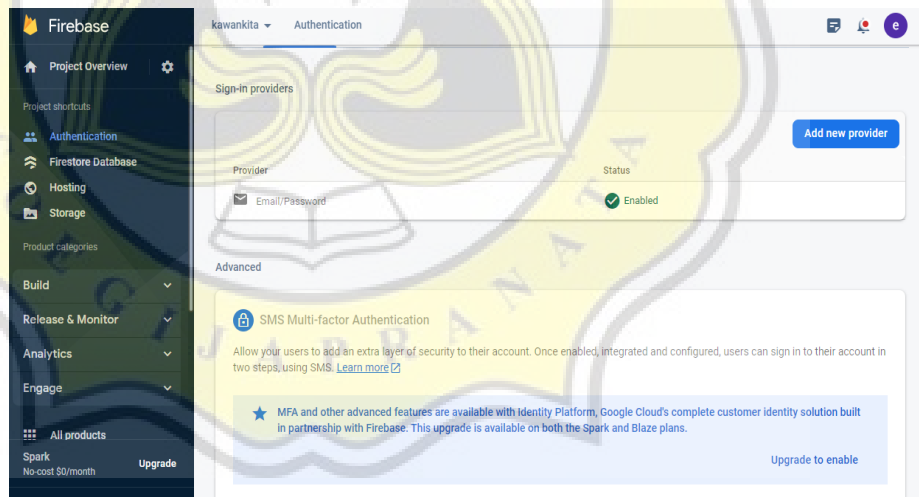 Firebase
kawankita
Authentication
e
Project Overview
Project shortcuts
Authentication
Firestore Database
Hosting
Storage
Product categories
Build
Release & Monitor
Analytics
Engage
All products
Spark
No-cost $0/month
Upgrade
Sign-in providers
Add new provider
Provider
Status
Email/Password
Enabled
Advanced
SMS Multi-factor Authentication
Allow your users to add an extra layer of security to their account. Once enabled, integrated and configured, users can sign in to their account in
two steps, using SMS. Learn more
MFA and other advanced features are available with Identity Platform, Google Cloud's complete customer identity solution built
in partnership with Firebase. This upgrade is available on both the Spark and Blaze plans.
Upgrade to enable